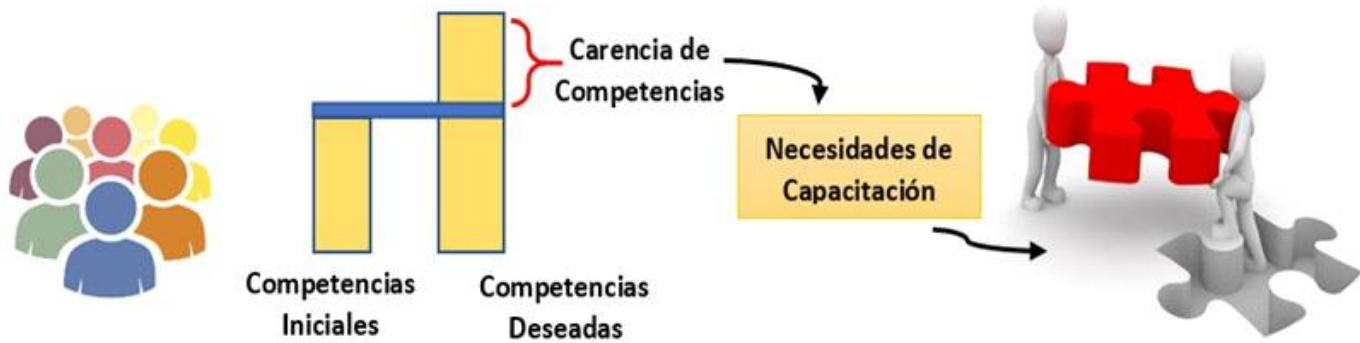 Carencia de
Competencias
Necesidades de
Capacitación
Competencias
Iniciales
Competencias
Deseadas